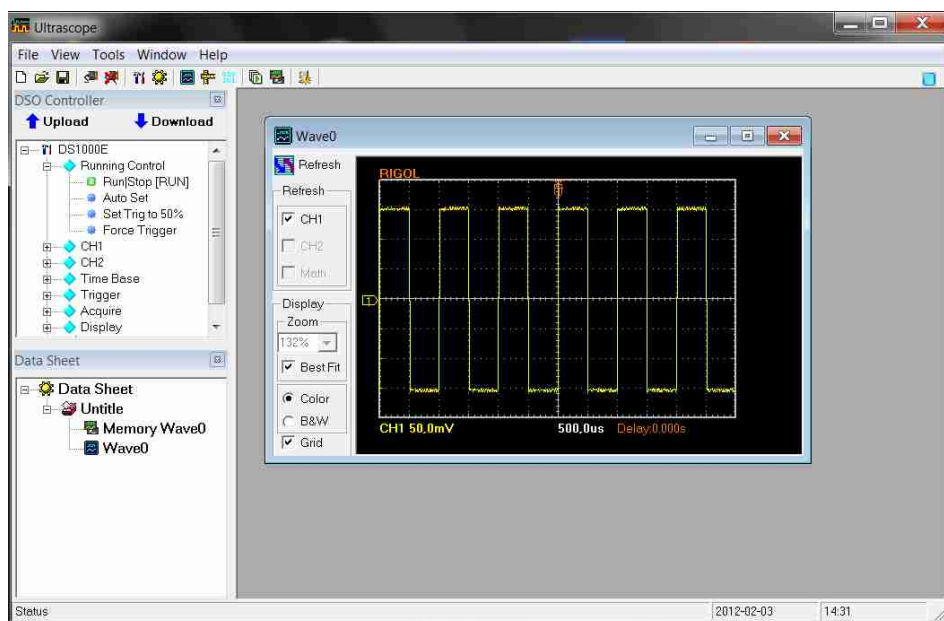 Ultrascope
File View Tools Window Help
DSO Controller
Upload Download
DS1000E
Running Control
Run|Stop [RUN]
Auto Set
Set Trig to 50%
Force Trigger
CH1
CH2
Time Base
Trigger
Acquire
Display
Data Sheet
Data Sheet
Untitle
Memory Wave0
Wave0
Wave0
Refresh
Refresh
CH1
CH2
Math
Display
Zoom
132%
Best Fit
Color
B&W
Grid
RIGOL
1
CH1 50,0mV 500,0us Delay:0.000s
Status 2012-02-03 14:31